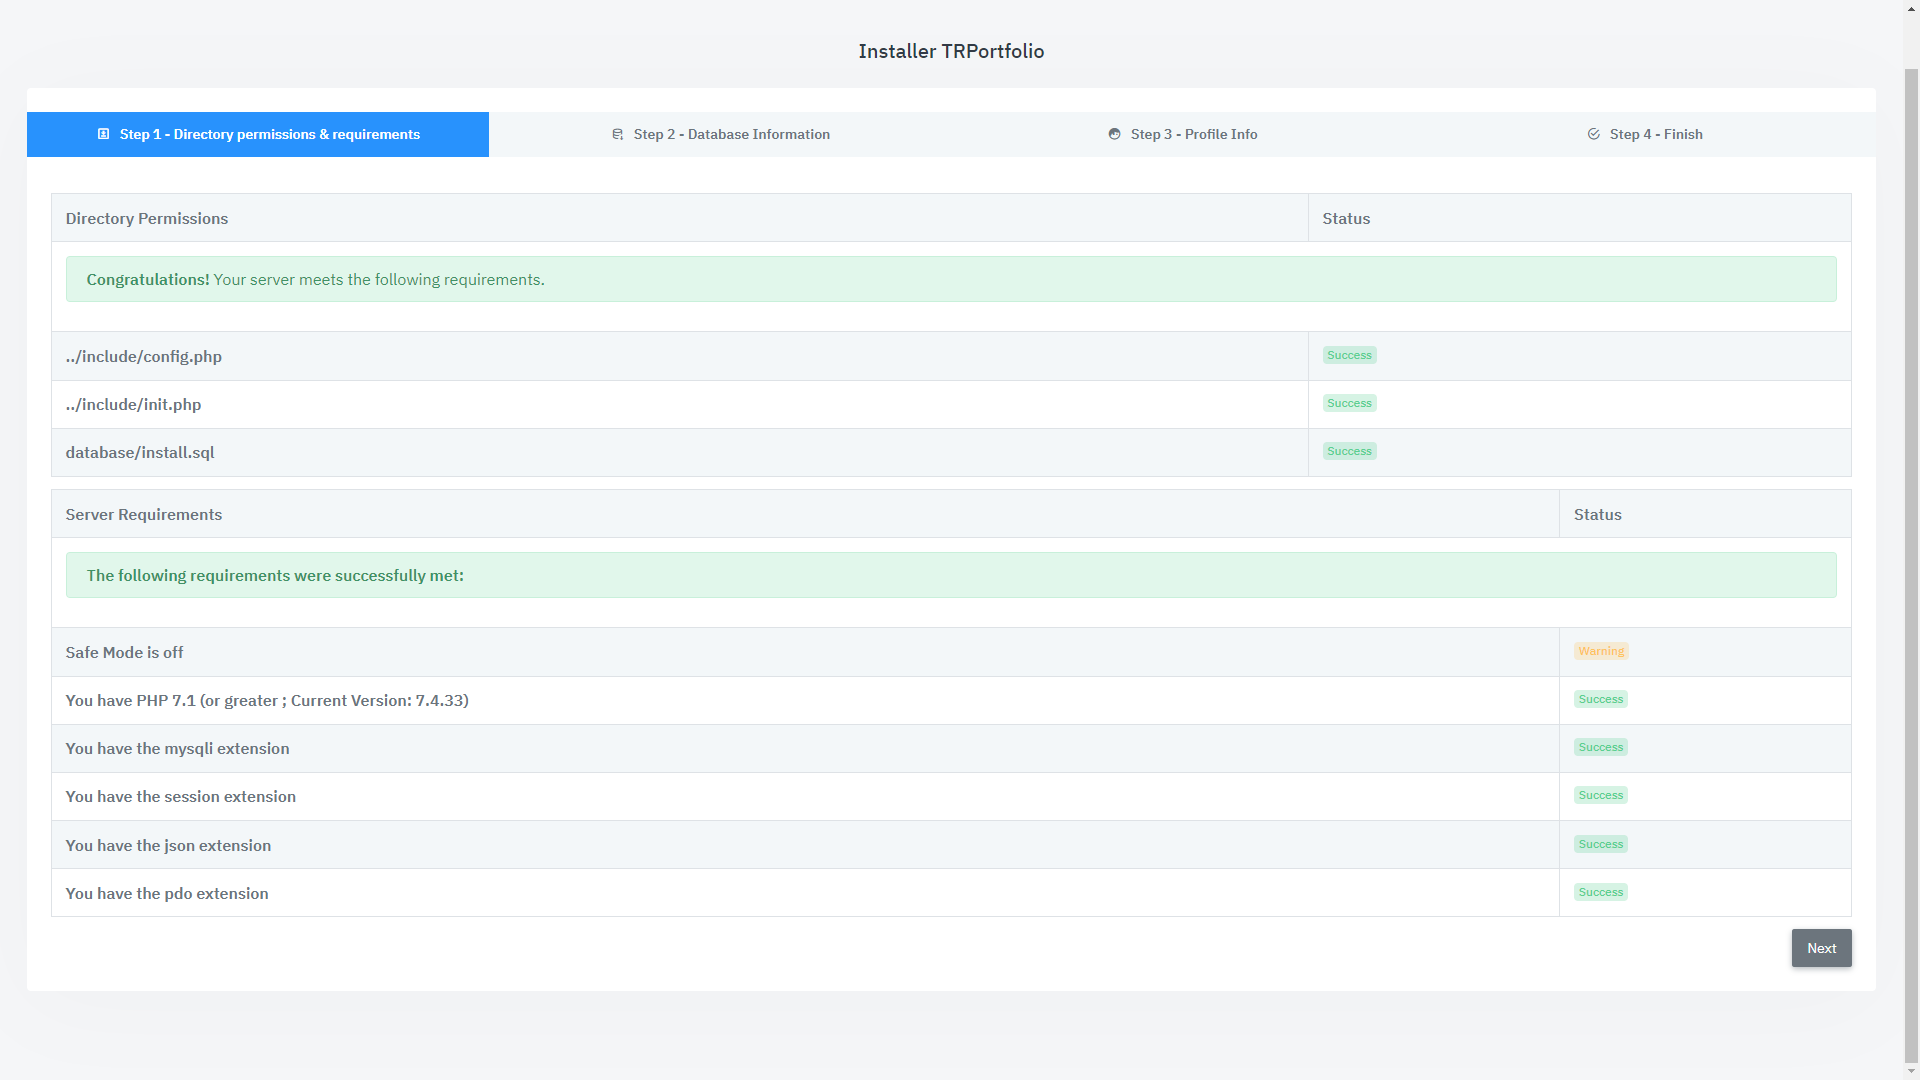 Installer TRPortfolio
Step 1 - Directory permissions & requirements
Step 2 - Database Information
Step 3 - Profile Info
Step 4 - Finish
Directory Permissions
Status
Congratulations! Your server meets the following requirements.
../include/config.php
Success
../include/init.php
Success
database/install.sql
Success
Server Requirements
Status
The following requirements were successfully met:
Safe Mode is off
Warning
You have PHP 7.1 (or greater ; Current Version: 7.4.33)
Success
You have the mysqli extension
Success
You have the session extension
Success
You have the json extension
Success
You have the pdo extension
Success
Next